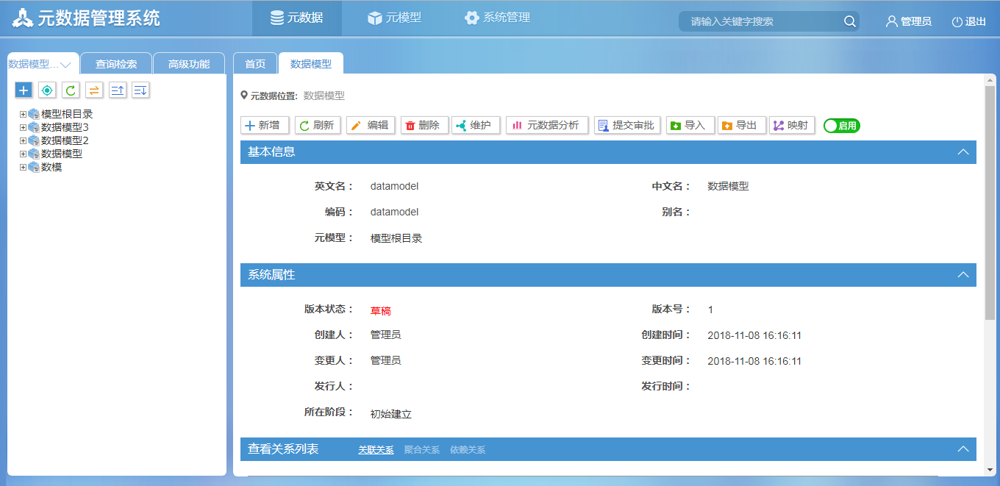 元数据管理系统
元数据 元模型 系统管理 请输入关键字搜索 管理员 退出
数据模型... 查询检索 高级功能 首页 数据模型
元数据位置: 数据模型
模型根目录
数据模型3
数据模型2
数据模型
数模
新增 刷新 编辑 删除 维护 元数据分析 提交审批 导入 导出 映射 启用
基本信息
英文名： datamodel 中文名： 数据模型
编码： datamodel 别名：
元模型： 模型根目录
系统属性
版本状态： 草稿 版本号： 1
创建人： 管理员 创建时间： 2018-11-08 16:16:11
变更人： 管理员 变更时间： 2018-11-08 16:16:11
发行人： 发行时间：
所在阶段： 初始建立
查看关系列表 关联关系 聚合关系 依赖关系